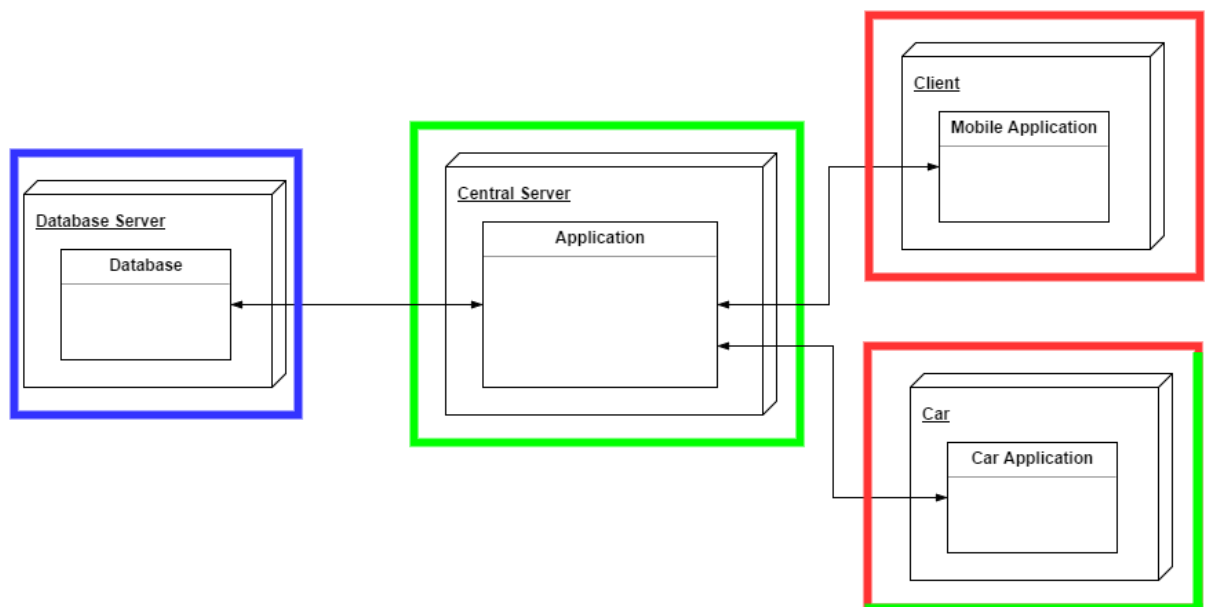 Client
Mobile Application
Central Server
Application
Database Server
Database
Car
Car Application